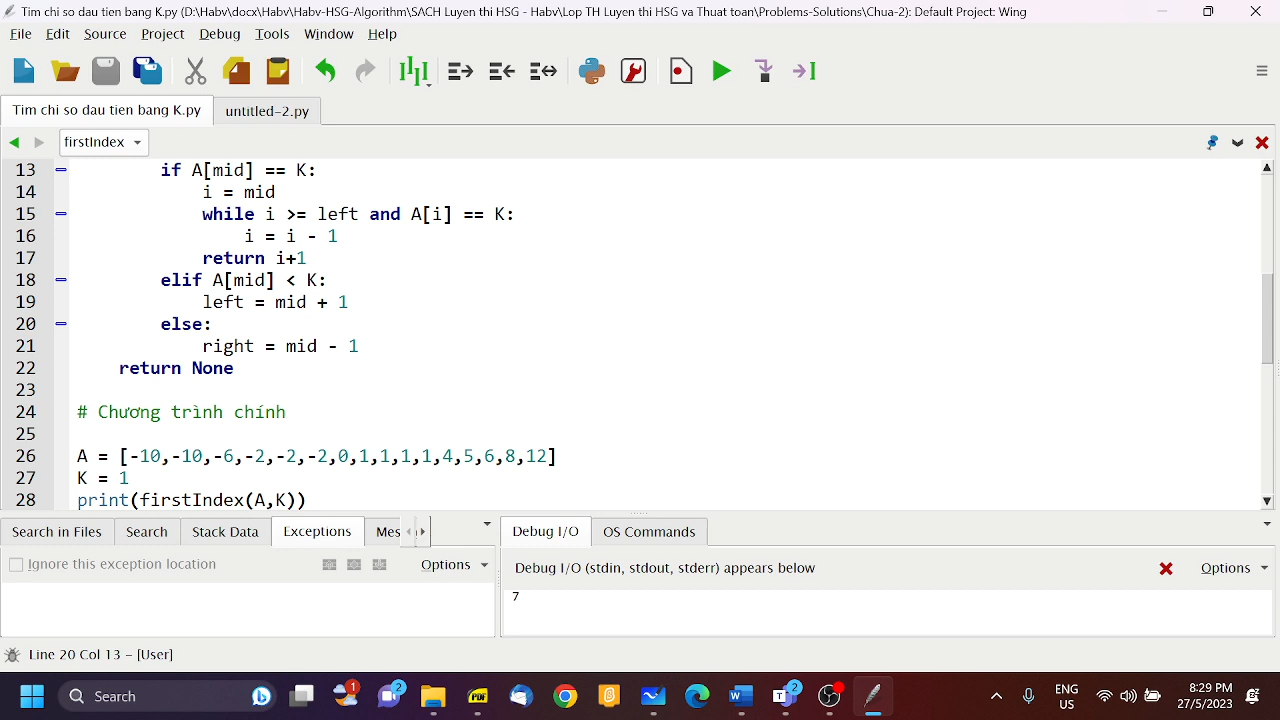 Tim chi so dau tien bang K.py (D:\Habv\docx\Habv\Habv-HSG-Algorithm\SACH Luyen thi HSG - Habv\Lop TH Luyen thi HSG va Thuat toan\Problems-Solutions\Chua-2): Default Project: Wing
File Edit Source Project Debug Tools Window Help
Tim chi so dau tien bang K.py untitled-2.py
firstIndex
13 if A[mid] == K:
14 i = mid
15 while i >= left and A[i] == K:
16 i = i - 1
17 return i+1
18 elif A[mid] < K:
19 left = mid + 1
20 else:
21 right = mid - 1
22 return None
23
24 # Chương trình chính
25
26 A = [-10,-10,-6,-2,-2,-2,0,1,1,1,1,4,5,6,8,12]
27 K = 1
28 print(firstIndex(A,K))
Search in Files Search Stack Data Exceptions Mes Debug I/O OS Commands
Ignore this exception location Options Debug I/O (stdin, stdout, stderr) appears below Options
7
Line 20 Col 13 – [User]
Search 1 2 PDF 2 ENG 8:29 PM
US 27/5/2023